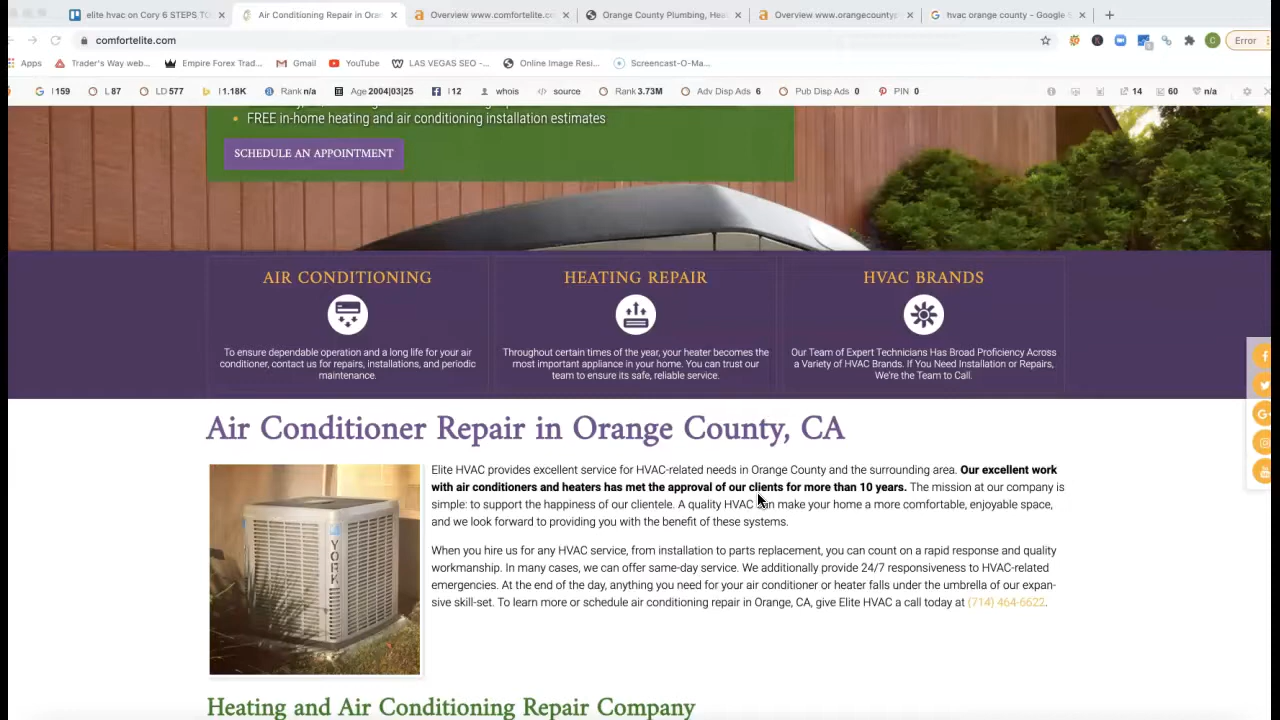 elite hvac on Cory 6 STEPS TO
Air Conditioning Repair in Oran
Overview www.comfortelite.co
Orange County Plumbing, Hea
Overview www.orangecounty
hvac orange county - Google S
comfortelite.com
Error
Apps
Trader's Way web...
Empire Forex Trad...
Gmail
YouTube
LAS VEGAS SEO -...
Online Image Resi...
Screencast-O-Ma...
I 159
L 87
LD 577
I 1.18K
Rank n/a
Age 2004|03|25
I 12
whois
source
Rank 3.73M
Adv Disp Ads 6
Pub Disp Ads 0
PIN 0
14
60
n/a
FREE in-home heating and air conditioning installation estimates
SCHEDULE AN APPOINTMENT
AIR CONDITIONING
To ensure dependable operation and a long life for your air
conditioner, contact us for repairs, installations, and periodic
maintenance.
HEATING REPAIR
Throughout certain times of the year, your heater becomes the
most important appliance in your home. You can trust our
team to ensure its safe, reliable service.
HVAC BRANDS
Our Team of Expert Technicians Has Broad Proficiency Across
a Variety of HVAC Brands. If You Need Installation or Repairs,
We're the Team to Call.
Air Conditioner Repair in Orange County, CA
YORK
Elite HVAC provides excellent service for HVAC-related needs in Orange County and the surrounding area. Our excellent work
with air conditioners and heaters has met the approval of our clients for more than 10 years. The mission at our company is
simple: to support the happiness of our clientele. A quality HVAC can make your home a more comfortable, enjoyable space,
and we look forward to providing you with the benefit of these systems.
When you hire us for any HVAC service, from installation to parts replacement, you can count on a rapid response and quality
workmanship. In many cases, we can offer same-day service. We additionally provide 24/7 responsiveness to HVAC-related
emergencies. At the end of the day, anything you need for your air conditioner or heater falls under the umbrella of our expan-
sive skill-set. To learn more or schedule air conditioning repair in Orange, CA, give Elite HVAC a call today at (714) 464-6622.
Heating and Air Conditioning Repair Company